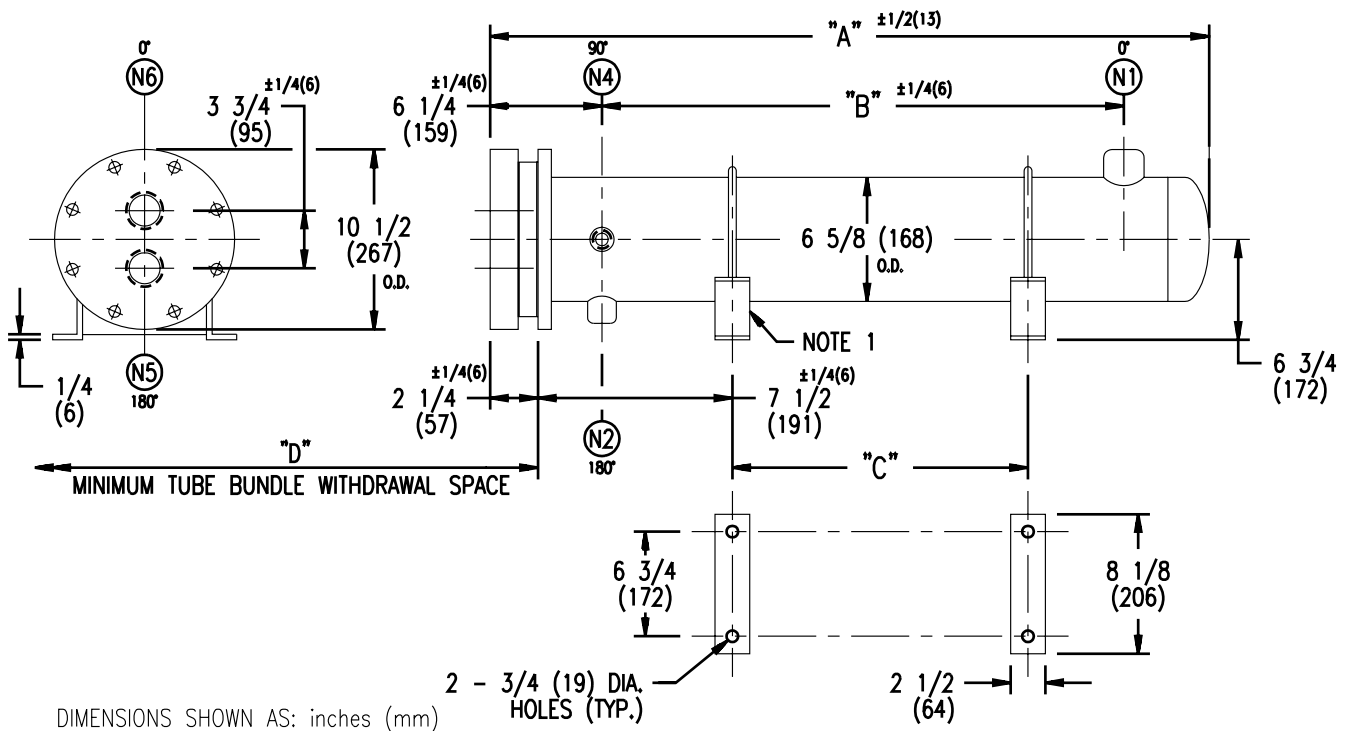 "A" ±1/2(13)
0°
N6
90°
N4
0°
N1
±1/4(6)
3 3/4
(95)
±1/4(6)
6 1/4
(159)
"B" ±1/4(6)
10 1/2
(267)
O.D.
6 5/8 (168)
O.D.
NOTE 1
1/4
(6)
N5
180°
±1/4(6)
2 1/4
(57)
±1/4(6)
7 1/2
(191)
6 3/4
(172)
N2
180°
"D"
MINIMUM TUBE BUNDLE WITHDRAWAL SPACE
"C"
6 3/4
(172)
8 1/8
(206)
2 - 3/4 (19) DIA.
HOLES (TYP.)
2 1/2
(64)
DIMENSIONS SHOWN AS: inches (mm)